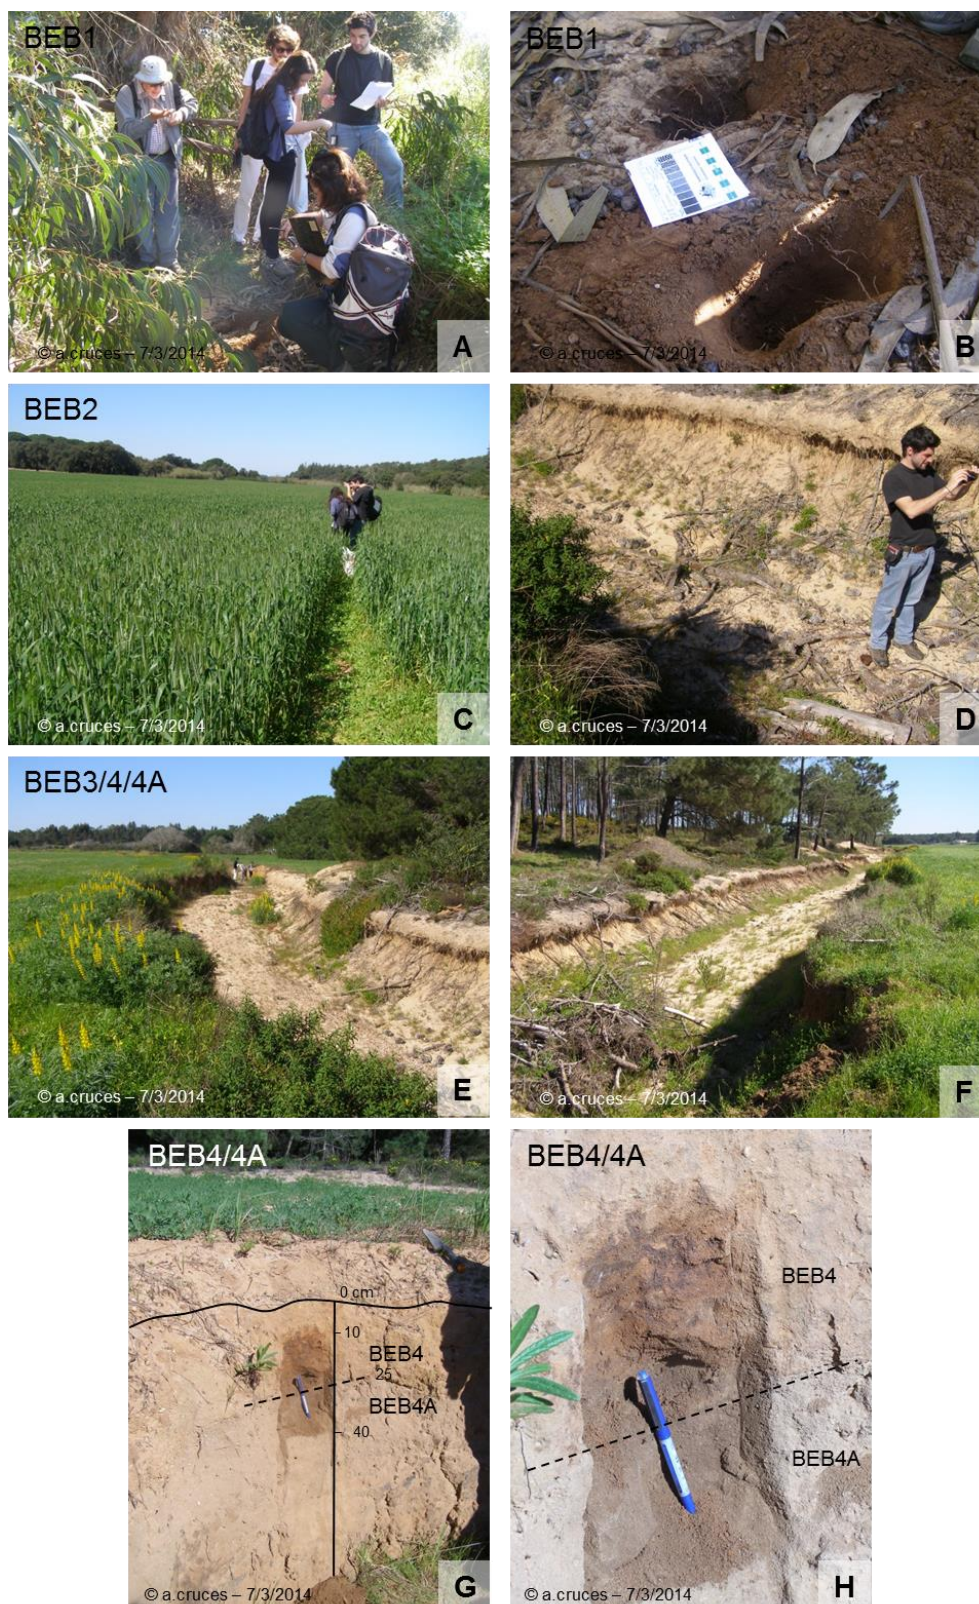 BEB1
© a.cruces – 7/3/2014
A
BEB1
© a.cruces – 7/3/2014
B
BEB2
© a.cruces – 7/3/2014
C
© a.cruces – 7/3/2014
D
BEB3/4/4A
© a.cruces – 7/3/2014
E
© a.cruces – 7/3/2014
F
BEB4/4A
0 cm
10
BEB4
25
BEB4A
40
© a.cruces – 7/3/2014
G
BEB4/4A
BEB4
BEB4A
© a.cruces – 7/3/2014
H